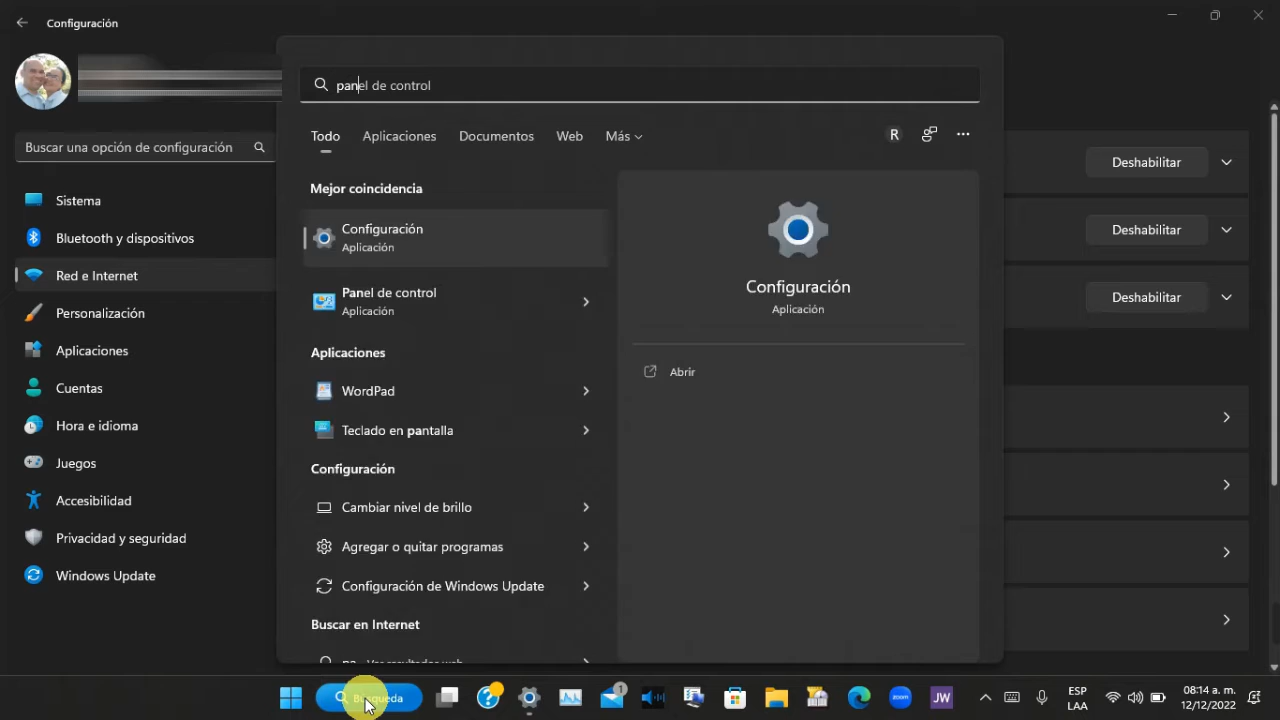 Configuración
panel de control
Buscar una opción de configuración
Sistema
Bluetooth y dispositivos
Red e Internet
Personalización
Aplicaciones
Cuentas
Hora e idioma
Juegos
Accesibilidad
Privacidad y seguridad
Windows Update
Todo Aplicaciones Documentos Web Más
R
Mejor coincidencia
Configuración
Aplicación
Panel de control
Aplicación
Aplicaciones
WordPad
Teclado en pantalla
Configuración
Cambiar nivel de brillo
Agregar o quitar programas
Configuración de Windows Update
Buscar en Internet
Configuración
Aplicación
Abrir
Deshabilitar
Deshabilitar
Deshabilitar
Búsqueda
1
zoom
JW
ESP
LAA
08:14 a. m.
12/12/2022